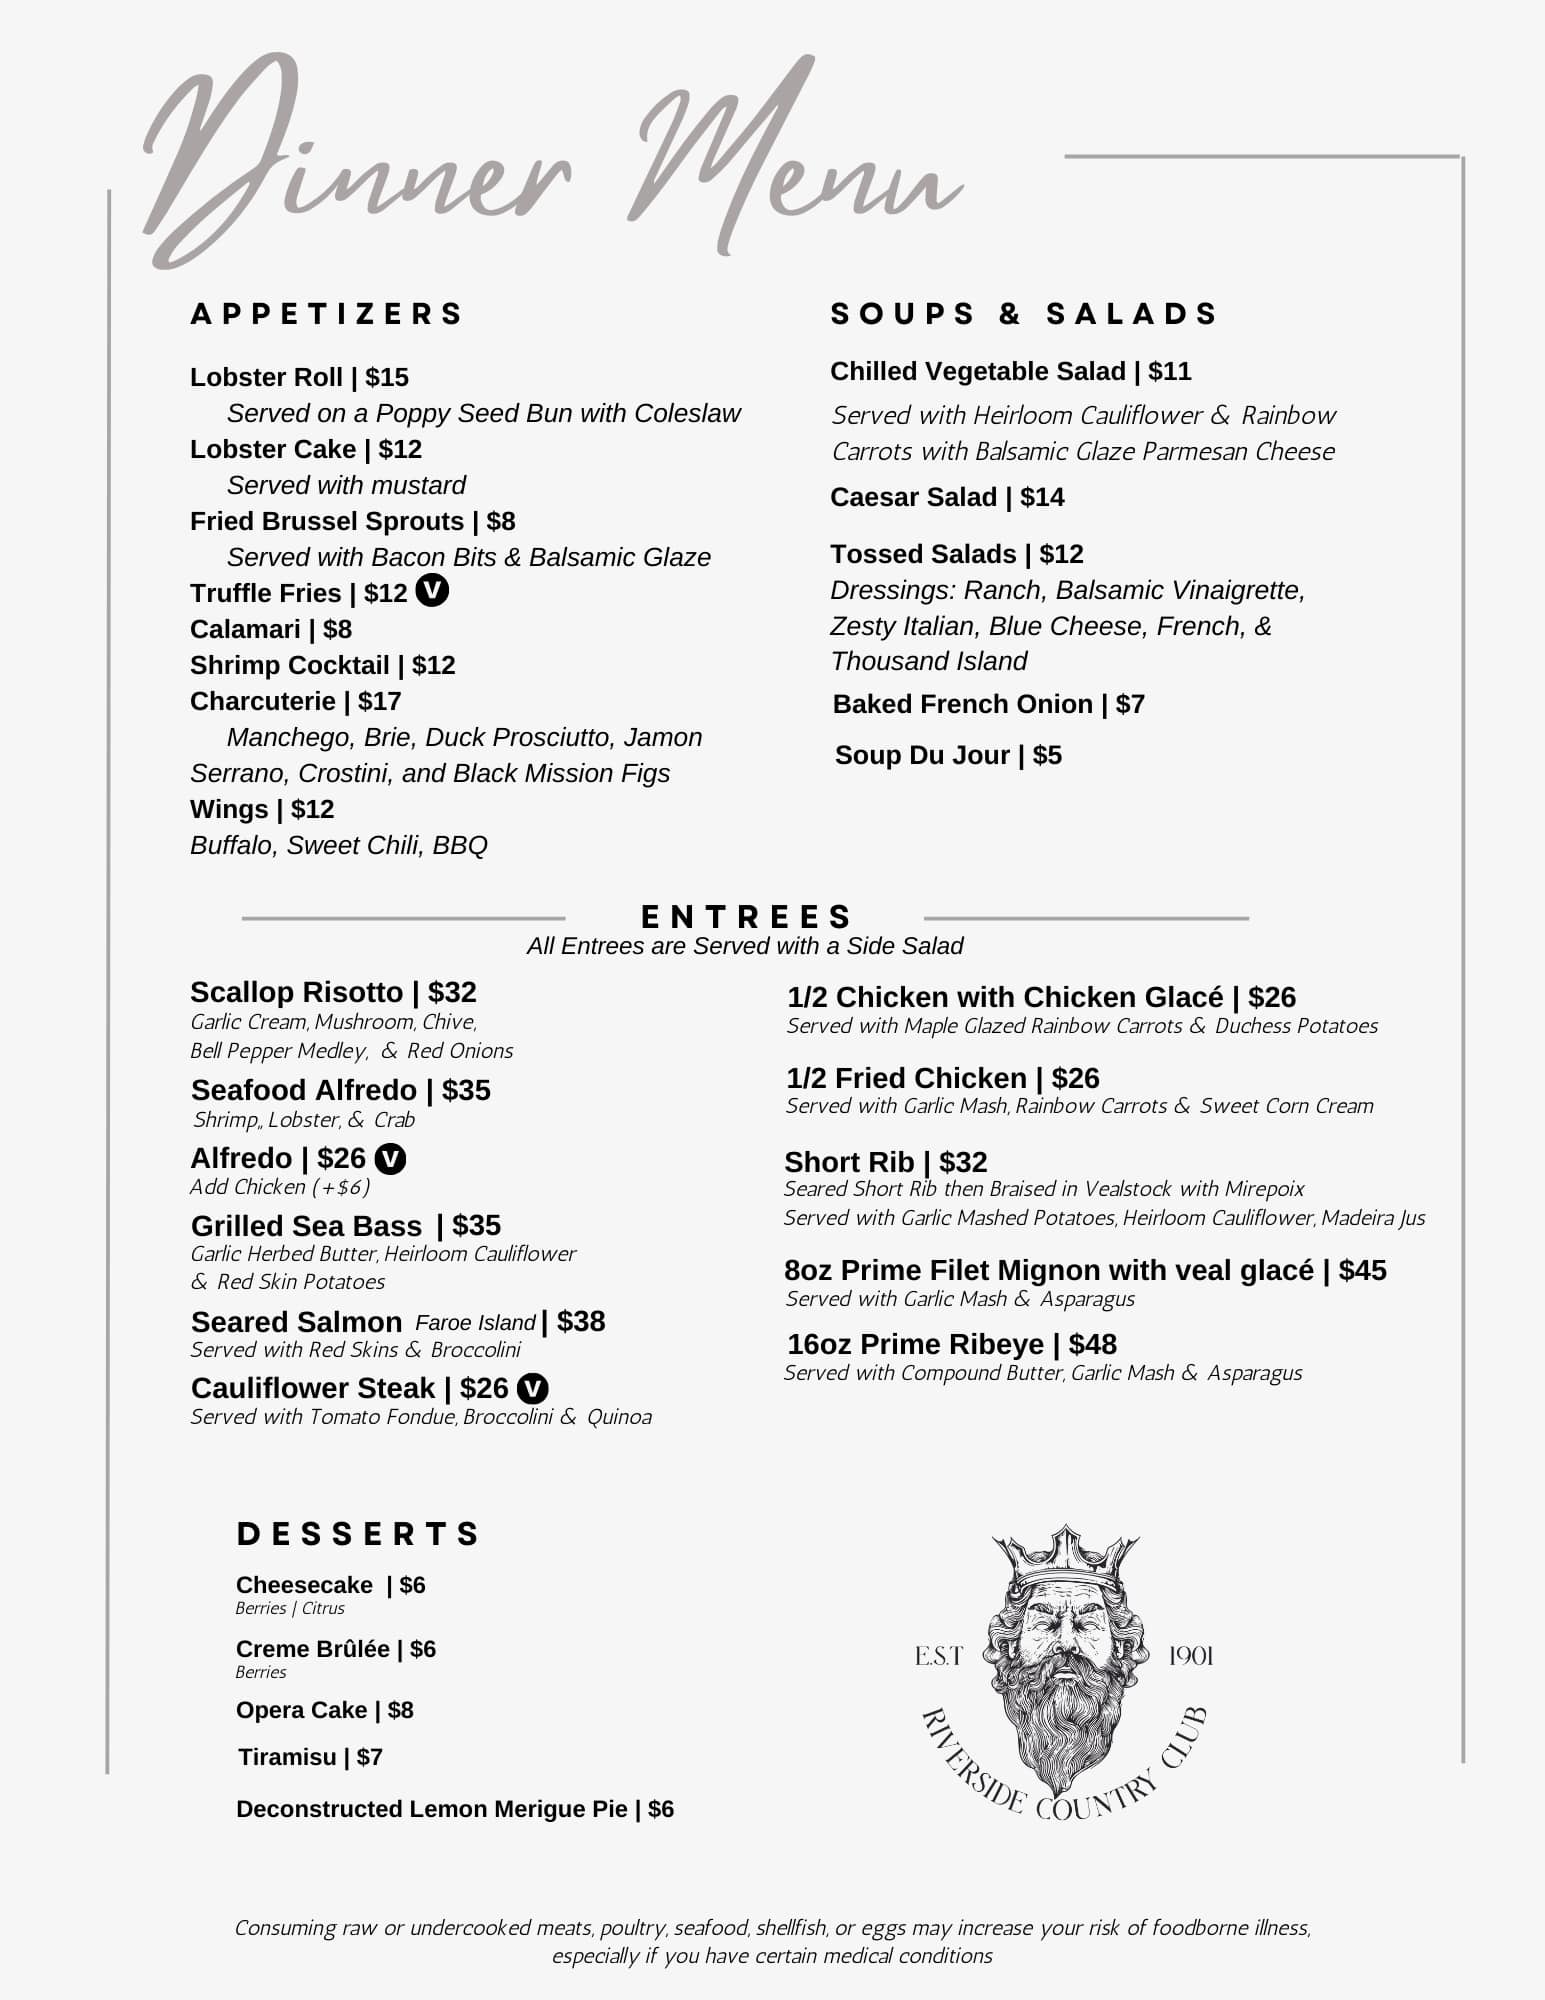 Dinner Menu
APPETIZERS
Lobster Roll | $15
Served on a Poppy Seed Bun with Coleslaw
Lobster Cake | $12
Served with mustard
Fried Brussel Sprouts | $8
Served with Bacon Bits & Balsamic Glaze
Truffle Fries | $12 V
Calamari | $8
Shrimp Cocktail | $12
Charcuterie | $17
Manchego, Brie, Duck Prosciutto, Jamon
Serrano, Crostini, and Black Mission Figs
Wings | $12
Buffalo, Sweet Chili, BBQ
SOUPS & SALADS
Chilled Vegetable Salad | $11
Served with Heirloom Cauliflower & Rainbow
Carrots with Balsamic Glaze Parmesan Cheese
Caesar Salad | $14
Tossed Salads | $12
Dressings: Ranch, Balsamic Vinaigrette,
Zesty Italian, Blue Cheese, French, &
Thousand Island
Baked French Onion | $7
Soup Du Jour | $5
ENTREES
All Entrees are Served with a Side Salad
Scallop Risotto | $32
Garlic Cream, Mushroom, Chive,
Bell Pepper Medley, & Red Onions
Seafood Alfredo | $35
Shrimp,, Lobster, & Crab
Alfredo | $26 V
Add Chicken (+$6)
Grilled Sea Bass | $35
Garlic Herbed Butter, Heirloom Cauliflower
& Red Skin Potatoes
Seared Salmon Faroe Island | $38
Served with Red Skins & Broccolini
Cauliflower Steak | $26 V
Served with Tomato Fondue, Broccolini & Quinoa
1/2 Chicken with Chicken Glacé | $26
Served with Maple Glazed Rainbow Carrots & Duchess Potatoes
1/2 Fried Chicken | $26
Served with Garlic Mash, Rainbow Carrots & Sweet Corn Cream
Short Rib | $32
Seared Short Rib then Braised in Vealstock with Mirepoix
Served with Garlic Mashed Potatoes, Heirloom Cauliflower, Madeira Jus
8oz Prime Filet Mignon with veal glacé | $45
Served with Garlic Mash & Asparagus
16oz Prime Ribeye | $48
Served with Compound Butter, Garlic Mash & Asparagus
DESSERTS
Cheesecake | $6
Berries | Citrus
Creme Brûlée | $6
Berries
Opera Cake | $8
Tiramisu | $7
Deconstructed Lemon Merigue Pie | $6
E.S.T 1901
RIVERSIDE COUNTRY CLUB
Consuming raw or undercooked meats, poultry, seafood, shellfish, or eggs may increase your risk of foodborne illness,
especially if you have certain medical conditions